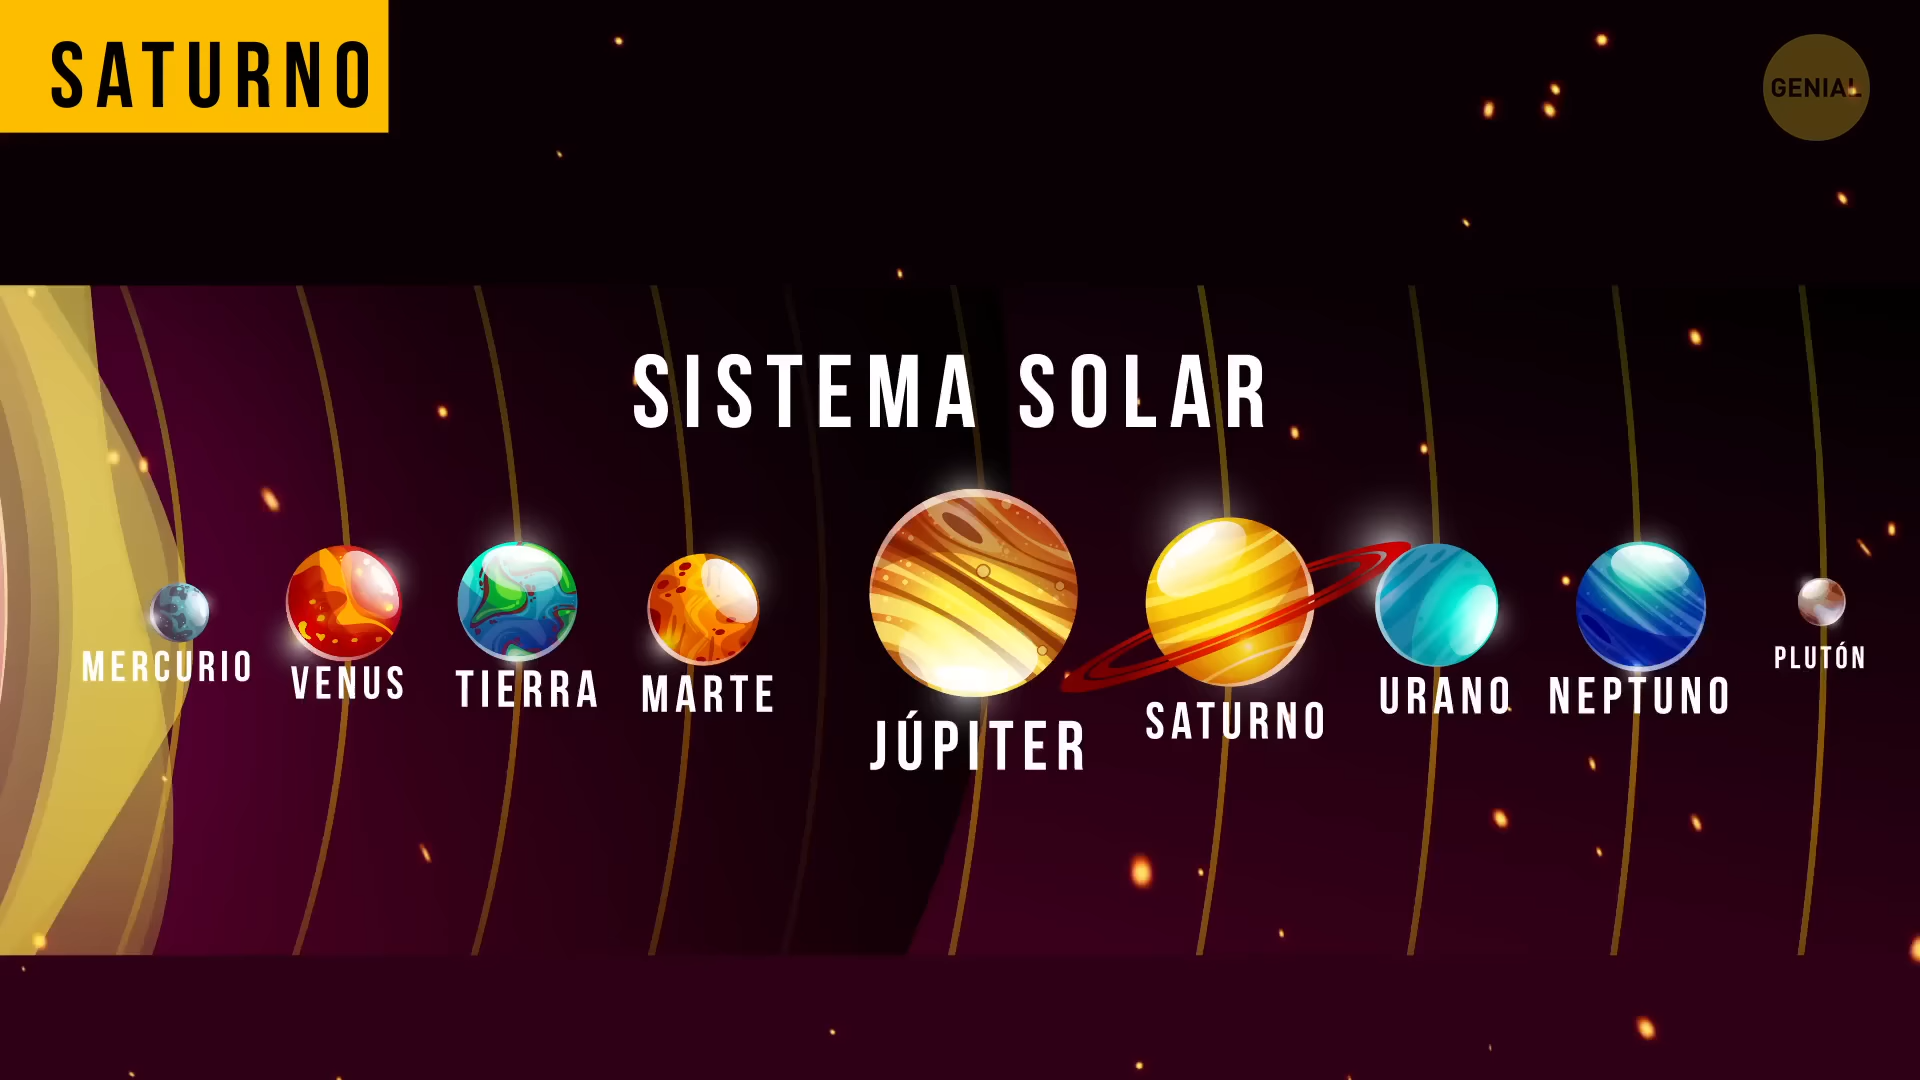 SATURNO
GENIAL
SISTEMA SOLAR
MERCURIO
VENUS
TIERRA
MARTE
JÚPITER
SATURNO
URANO
NEPTUNO
PLUTÓN